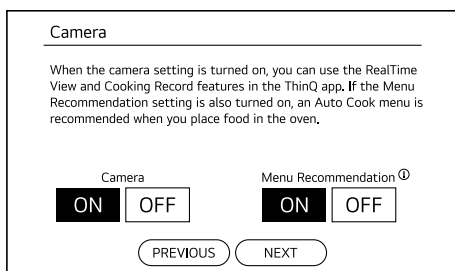 Camera
When the camera setting is turned on, you can use the RealTime
View and Cooking Record features in the ThinQ app. If the Menu
Recommendation setting is also turned on, an Auto Cook menu is
recommended when you place food in the oven.
Camera Menu Recommendation ⓘ
ON OFF ON OFF
PREVIOUS NEXT